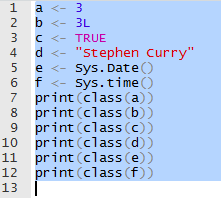 1 a <- 3
2 b <- 3L
3 c <- TRUE
4 d <- "Stephen Curry"
5 e <- Sys.Date()
6 f <- Sys.time()
7 print(class(a))
8 print(class(b))
9 print(class(c))
10 print(class(d))
11 print(class(e))
12 print(class(f))
13